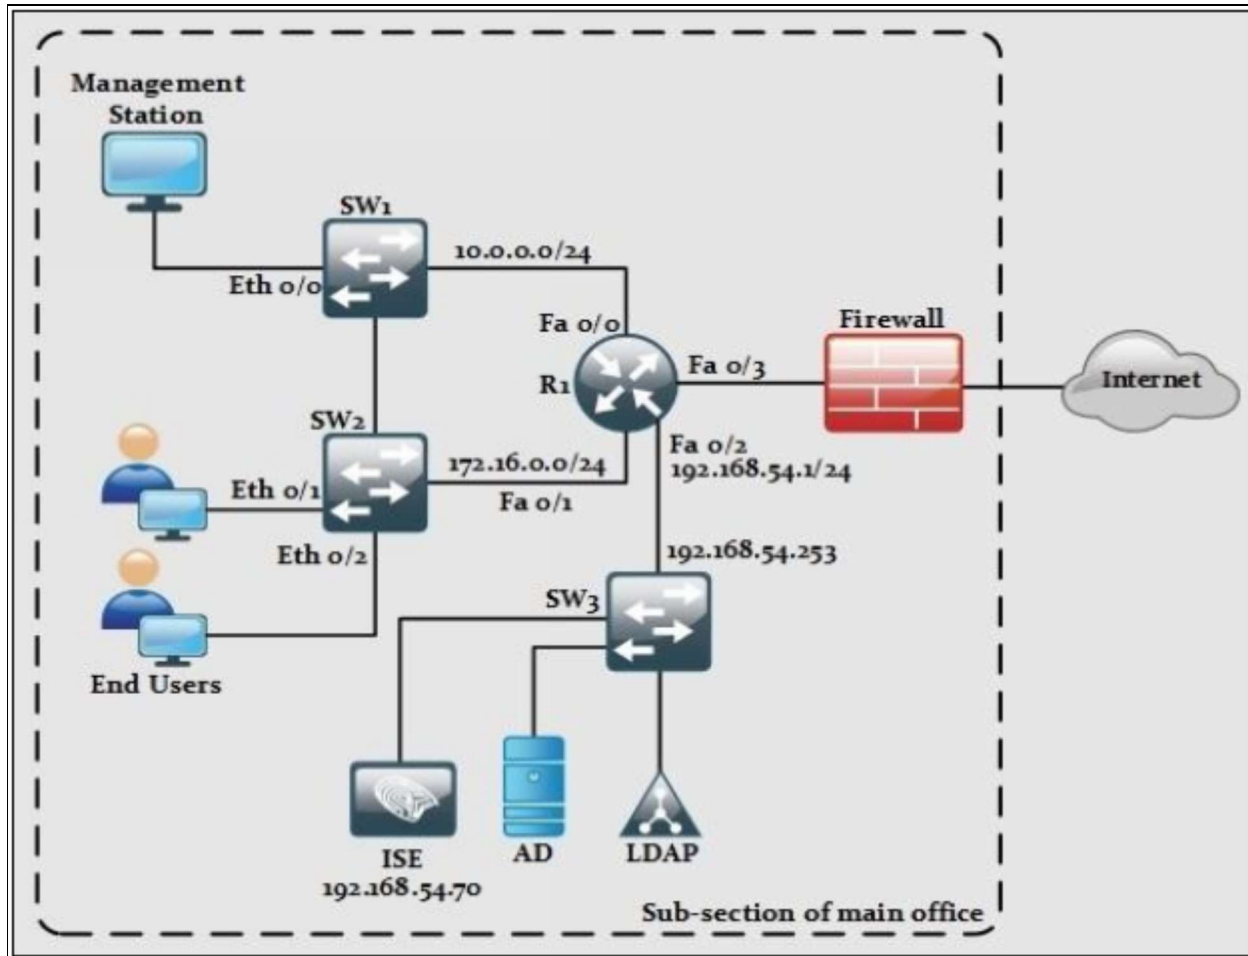 Management
Station
SW1
10.0.0.0/24
Eth 0/0
Fa 0/0
Firewall
R1
Fa 0/3
Internet
SW2
172.16.0.0/24
Fa 0/1
Fa 0/2
192.168.54.1/24
Eth 0/1
Eth 0/2
192.168.54.253
SW3
End Users
ISE
192.168.54.70
AD
LDAP
Sub-section of main office